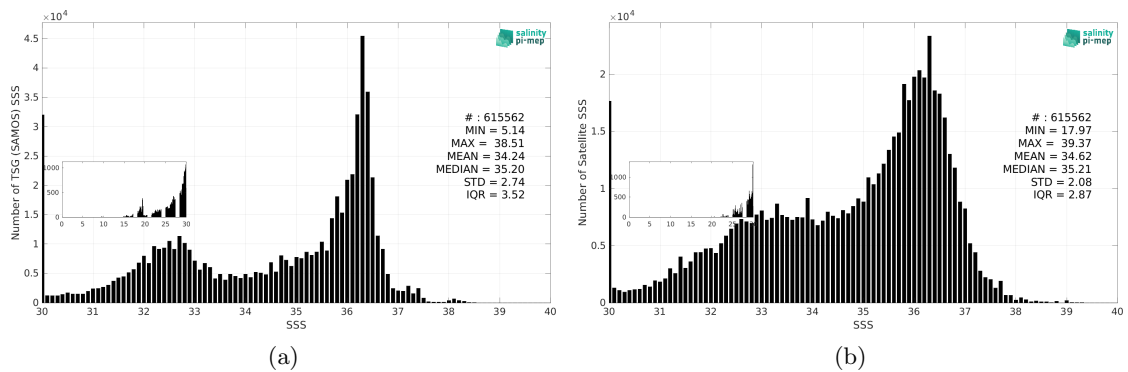 ×10⁴
4.5
4
3.5
3
2.5
2
1.5
1
0.5
0
Number of TSG (SAMOS) SSS
salinity
pi-mep
# : 615562
MIN = 5.14
MAX = 38.51
MEAN = 34.24
MEDIAN = 35.20
STD = 2.74
IQR = 3.52
1000
500
0
0 5 10 15 20 25 30
30 31 32 33 34 35 36 37 38 39 40
SSS
(a)
×10⁴
2
1.5
1
0.5
0
Number of Satellite SSS
salinity
pi-mep
# : 615562
MIN = 17.97
MAX = 39.37
MEAN = 34.62
MEDIAN = 35.21
STD = 2.08
IQR = 2.87
1000
500
0
0 5 10 15 20 25 30
30 31 32 33 34 35 36 37 38 39 40
SSS
(b)